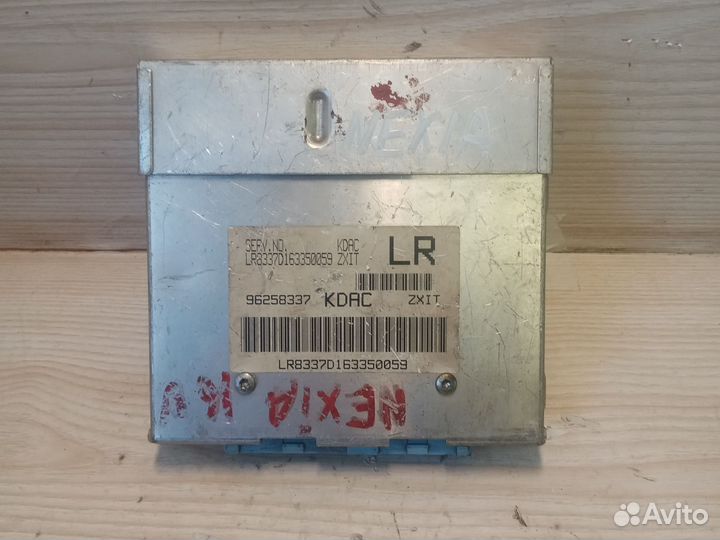 NEXIA
SERV.NO. KDAC
LR8337D163350059 ZXIT
LR
96258337 KDAC ZXIT
LR8337D163350059
NEXIA
Avito